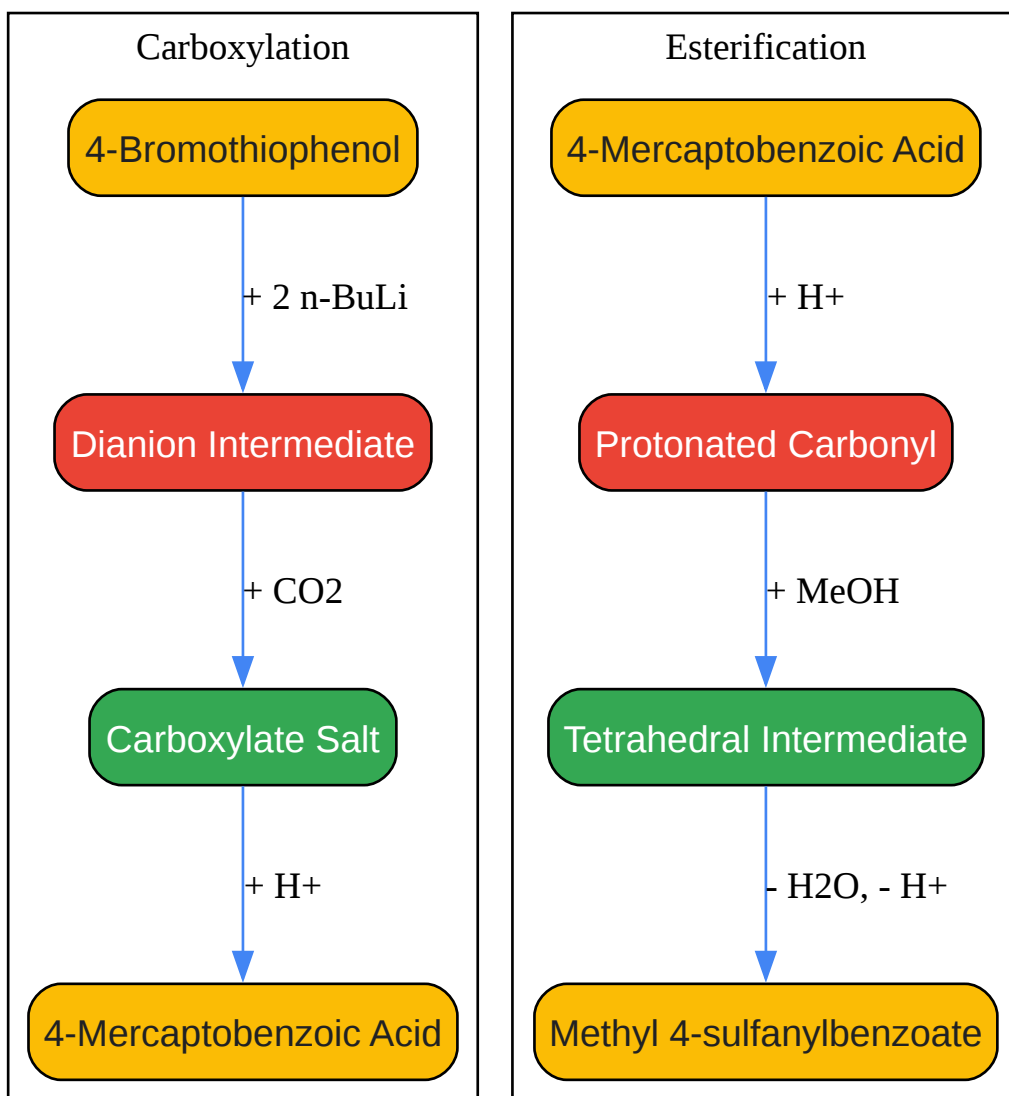 Carboxylation
4-Bromothiophenol
+ 2 n-BuLi
Dianion Intermediate
+ CO2
Carboxylate Salt
+ H+
4-Mercaptobenzoic Acid
Esterification
4-Mercaptobenzoic Acid
+ H+
Protonated Carbonyl
+ MeOH
Tetrahedral Intermediate
- H2O, - H+
Methyl 4-sulfanylbenzoate